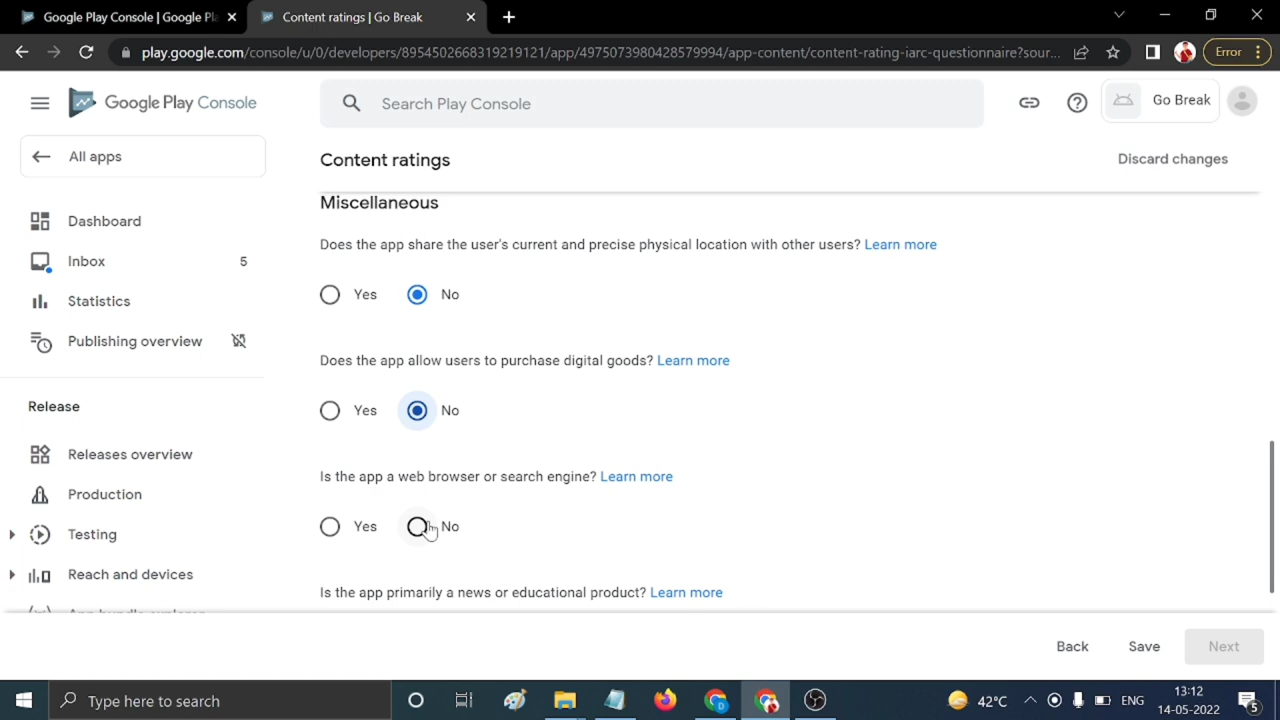 Google Play Console | Google Pl
Content ratings | Go Break
play.google.com/console/u/0/developers/8954502668319219121/app/4975073980428579994/app-content/content-rating-iarc-questionnaire?sour...
Error
Google Play Console
Search Play Console
Go Break
All apps
Content ratings
Discard changes
Dashboard
Inbox 5
Statistics
Publishing overview
Release
Releases overview
Production
Testing
Reach and devices
Miscellaneous
Does the app share the user's current and precise physical location with other users? Learn more
Yes No
Does the app allow users to purchase digital goods? Learn more
Yes No
Is the app a web browser or search engine? Learn more
Yes No
Is the app primarily a news or educational product? Learn more
Back Save Next
Type here to search
42°C
ENG
13:12
14-05-2022
5